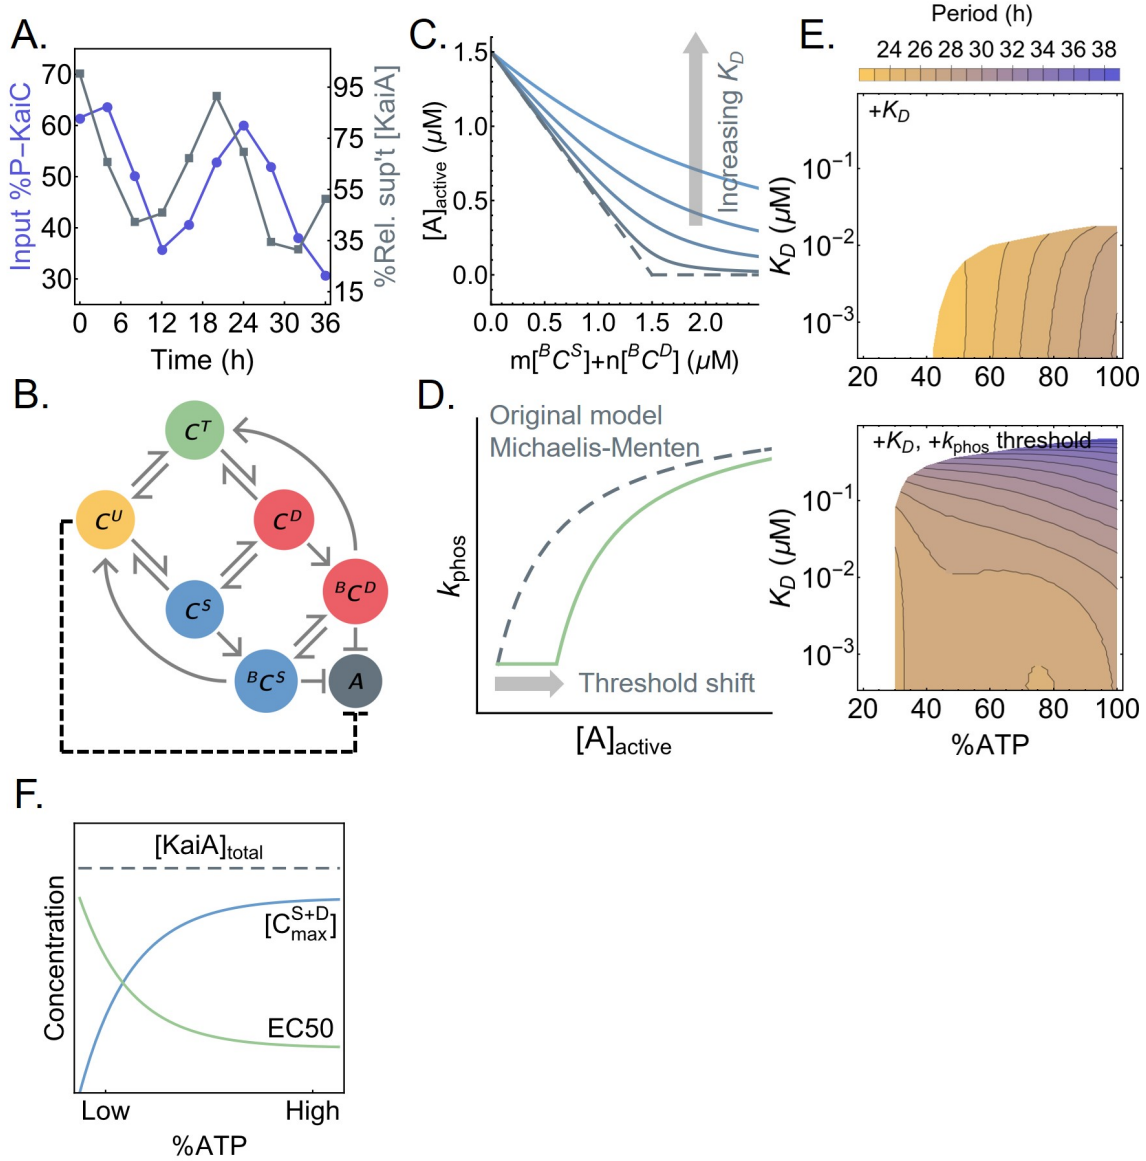 A.
Input %P−KaiC
70
60
50
40
30
%Rel. sup't [KaiA]
95
75
55
35
15
0 6 12 18 24 30 36
Time (h)
B.
C^T
C^U
C^D
C^S
^BC^D
^BC^S
A
C.
[A]_active (μM)
1.5
1.0
0.5
0.0
Increasing K_D
0.0 0.5 1.0 1.5 2.0
m[^BC^S]+n[^BC^D] (μM)
D.
k_phos
Original model
Michaelis-Menten
Threshold shift
[A]_active
E.
Period (h)
24 26 28 30 32 34 36 38
+K_D
K_D (μM)
10^−1
10^−2
10^−3
20 40 60 80 100
+K_D, +k_phos threshold
K_D (μM)
10^−1
10^−2
10^−3
20 40 60 80 100
%ATP
F.
Concentration
[KaiA]_total
[C^S+D_max]
EC50
Low High
%ATP